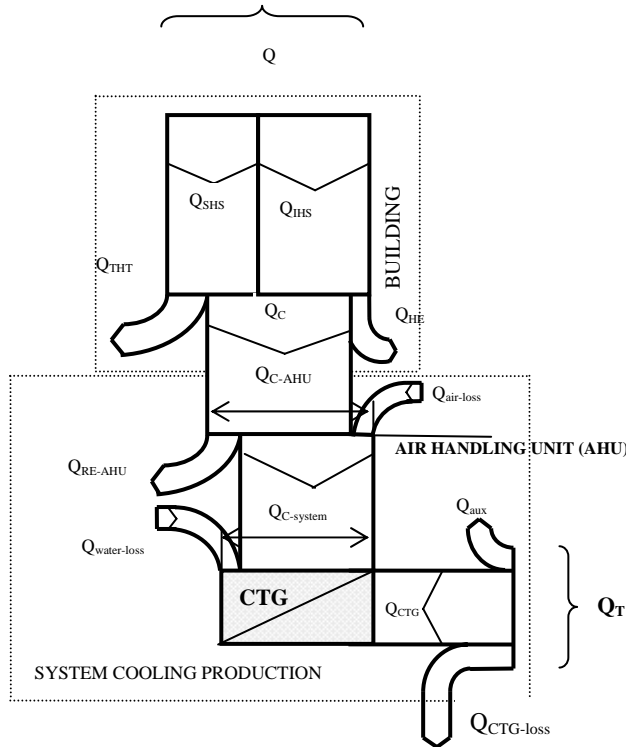 Q
Q_SHS
Q_IHS
BUILDING
Q_THT
Q_C
Q_HE
Q_C-AHU
Q_air-loss
AIR HANDLING UNIT (AHU)
Q_RE-AHU
Q_C-system
Q_aux
Q_water-loss
CTG
Q_CTG
Q_T
SYSTEM COOLING PRODUCTION
Q_CTG-loss